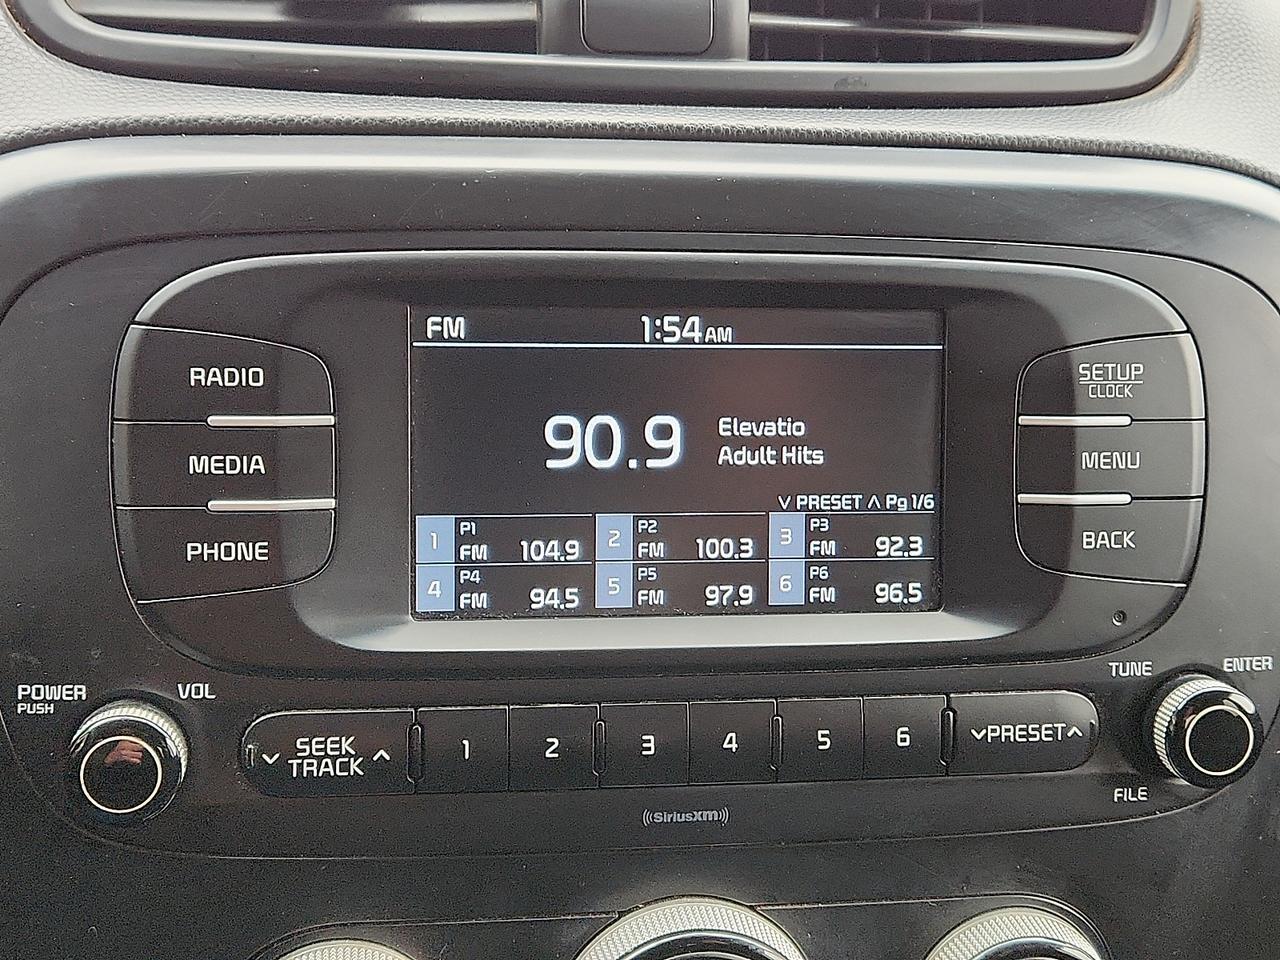 FM 1:54 AM
RADIO
MEDIA
PHONE
90.9 Elevatio
Adult Hits
PRESET Pg 1/6
1 P1 FM 104.9 2 P2 FM 100.3 3 P3 FM 92.3
4 P4 FM 94.5 5 P5 FM 97.9 6 P6 FM 96.5
SETUP
CLOCK
MENU
BACK
POWER
PUSH
VOL
SEEK
TRACK
1 2 3 4 5 6
PRESET
TUNE
ENTER
FILE
((SiriusXM))